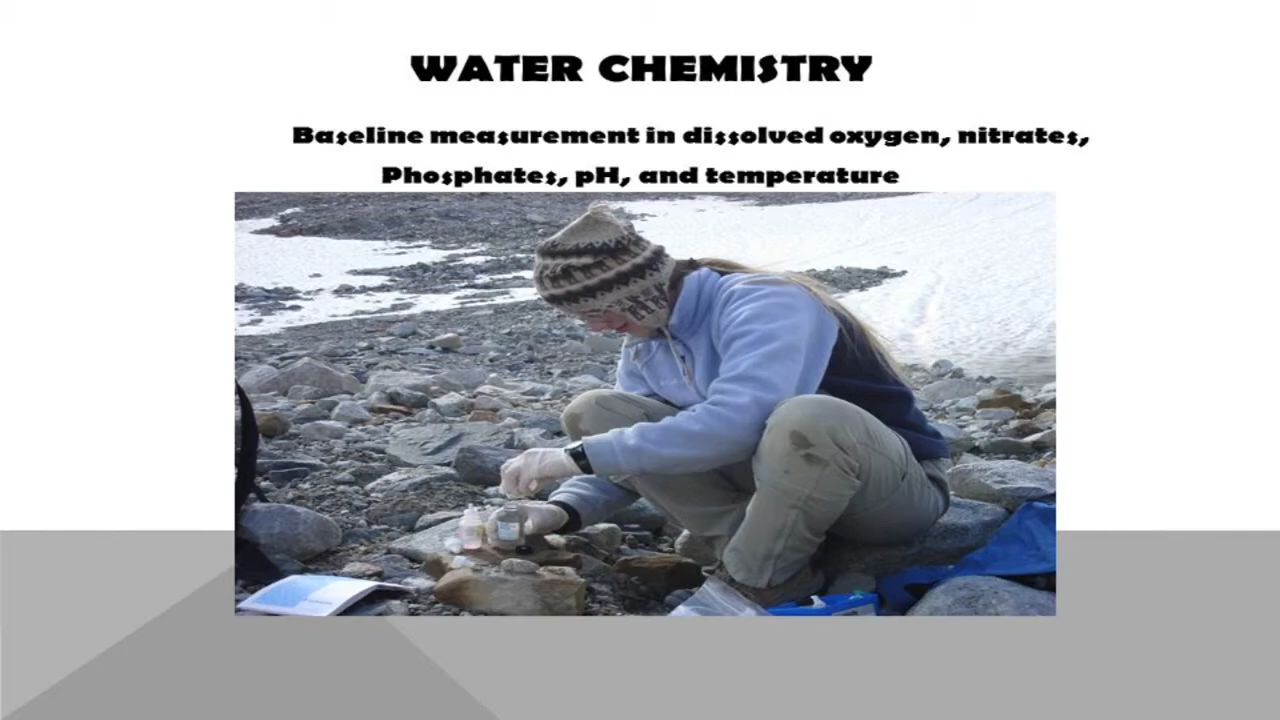 WATER CHEMISTRY
Baseline measurement in dissolved oxygen, nitrates,
Phosphates, pH, and temperature